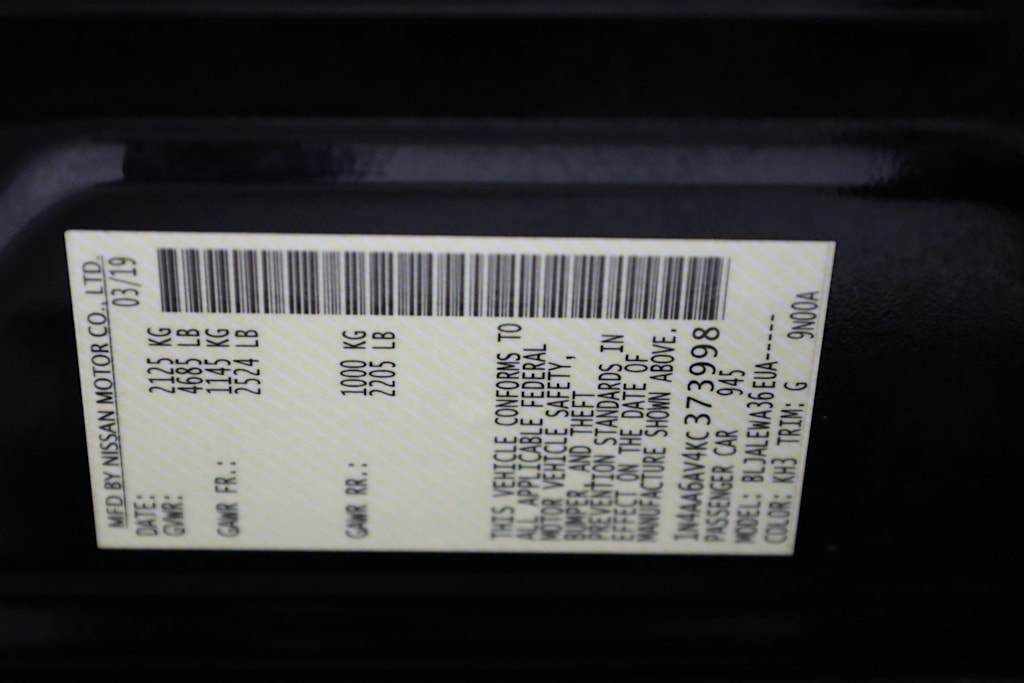 MFD BY NISSAN MOTOR CO., LTD.
DATE: 03/19
GVWR: 2125 KG
4685 LB
GAWR FR.: 1145 KG
2524 LB
GAWR RR.: 1000 KG
2205 LB
THIS VEHICLE CONFORMS TO
ALL APPLICABLE FEDERAL
MOTOR VEHICLE SAFETY,
BUMPER, AND THEFT
PREVENTION STANDARDS IN
EFFECT ON THE DATE OF
MANUFACTURE SHOWN ABOVE.
1N4AA6AV4KC373998
PASSENGER CAR 945
MODEL: BLJALEWA36EUA-----
COLOR: KH3 TRIM: G 9N00A